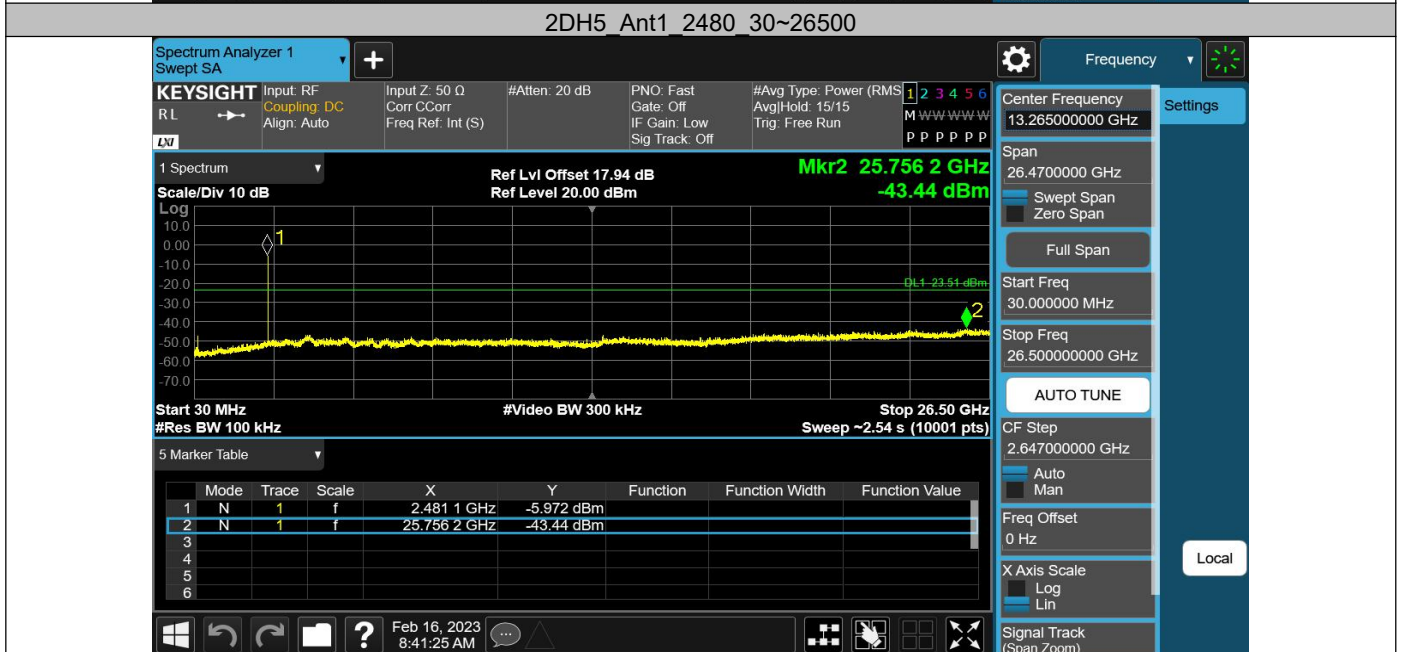 2DH5_Ant1_2480_30~26500
Spectrum Analyzer 1
Swept SA
Frequency
KEYSIGHT Input: RF Input Z: 50 Ω #Atten: 20 dB PNO: Fast #Avg Type: Power (RMS 1 2 3 4 5 6
RL Coupling: DC Corr CCorr Gate: Off Avg|Hold: 15/15 M W W W W W
Align: Auto Freq Ref: Int (S) IF Gain: Low Trig: Free Run
LXI Sig Track: Off P P P P P P
1 Spectrum
Scale/Div 10 dB
Ref Lvl Offset 17.94 dB
Ref Level 20.00 dBm
Mkr2 25.756 2 GHz
-43.44 dBm
Log
10.0
0.00
-10.0
-20.0
-30.0
-40.0
-50.0
-60.0
-70.0
1
DL1 -23.51 dBm
2
Start 30 MHz #Video BW 300 kHz Stop 26.50 GHz
#Res BW 100 kHz Sweep ~2.54 s (10001 pts)
5 Marker Table
Mode Trace Scale X Y Function Function Width Function Value
1 N 1 f 2.481 1 GHz -5.972 dBm
2 N 1 f 25.756 2 GHz -43.44 dBm
3
4
5
6
?
Feb 16, 2023
8:41:25 AM
Center Frequency
13.265000000 GHz
Settings
Span
26.4700000 GHz
Swept Span
Zero Span
Full Span
Start Freq
30.000000 MHz
Stop Freq
26.500000000 GHz
AUTO TUNE
CF Step
2.647000000 GHz
Auto
Man
Freq Offset
0 Hz
Local
X Axis Scale
Log
Lin
Signal Track
(Span Zoom)